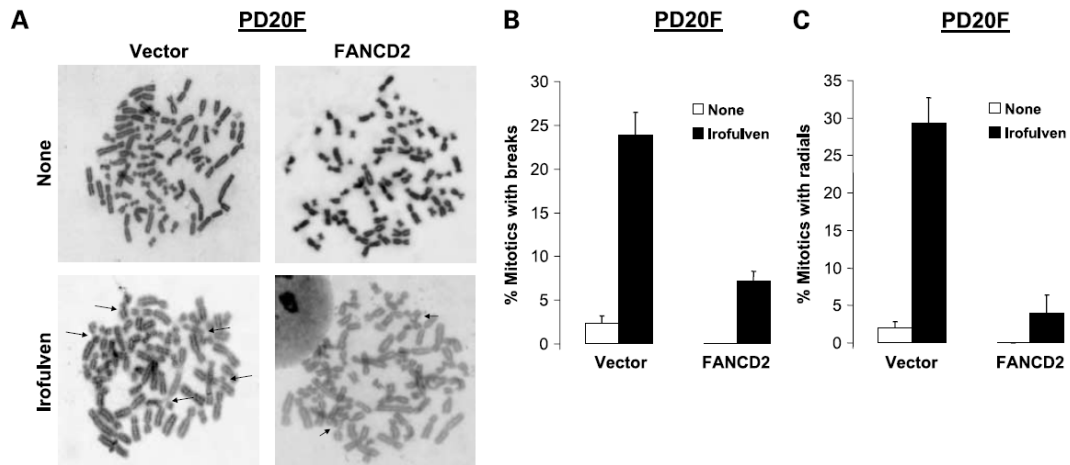 A
PD20F
Vector
FANCD2
None
Irofulven
B
PD20F
% Mitotics with breaks
30
25
20
15
10
5
0
None
Irofulven
Vector
FANCD2
C
PD20F
% Mitotics with radials
35
30
25
20
15
10
5
0
None
Irofulven
Vector
FANCD2